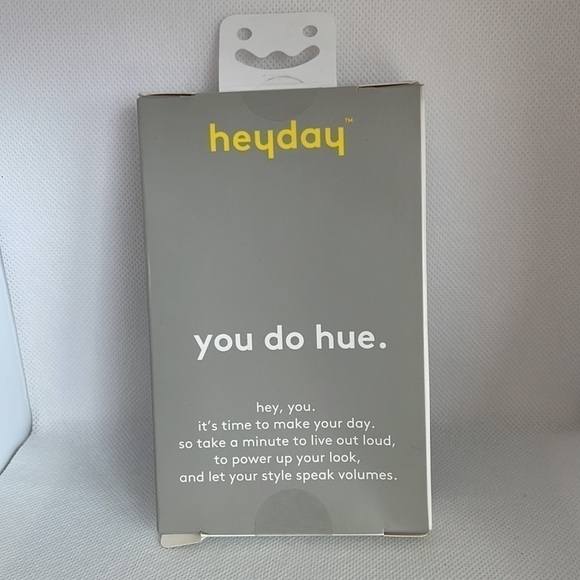 heyday™
you do hue.
hey, you.
it's time to make your day.
so take a minute to live out loud,
to power up your look,
and let your style speak volumes.